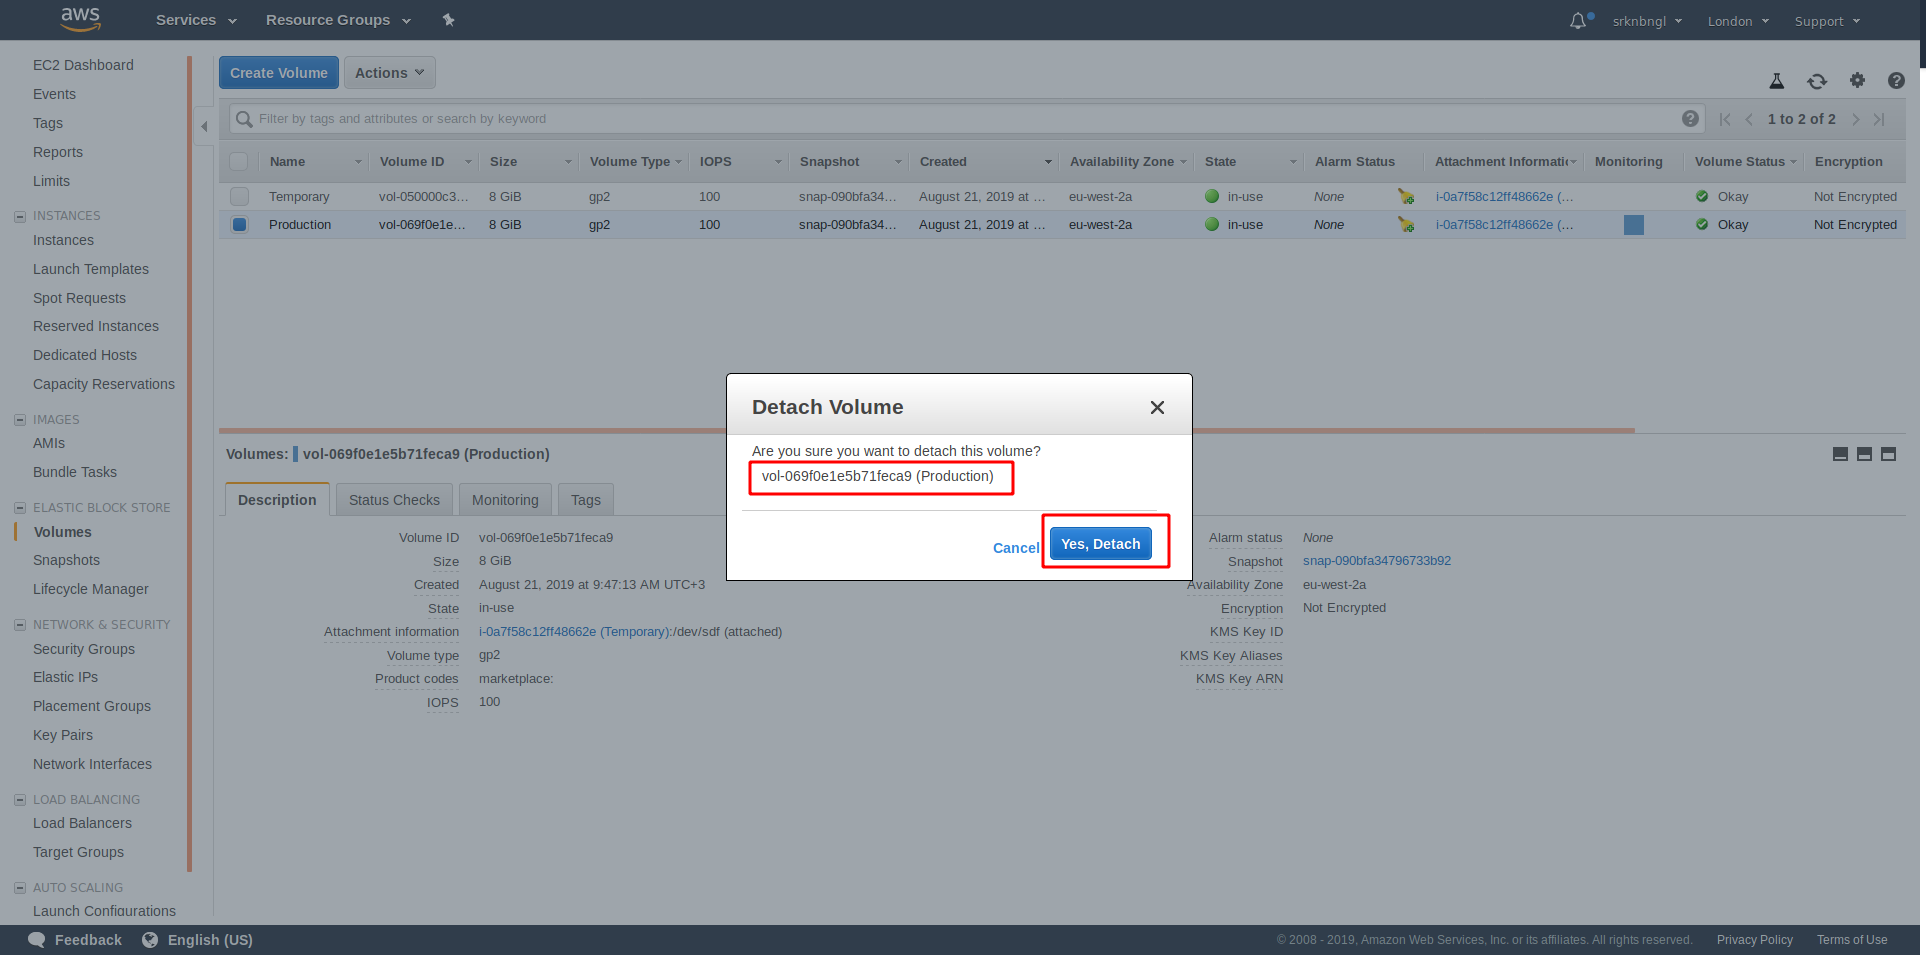 aws Services Resource Groups srknbngl London Support
EC2 Dashboard
Events
Tags
Reports
Limits
INSTANCES
Instances
Launch Templates
Spot Requests
Reserved Instances
Dedicated Hosts
Capacity Reservations
IMAGES
AMIs
Bundle Tasks
ELASTIC BLOCK STORE
Volumes
Snapshots
Lifecycle Manager
NETWORK & SECURITY
Security Groups
Elastic IPs
Placement Groups
Key Pairs
Network Interfaces
LOAD BALANCING
Load Balancers
Target Groups
AUTO SCALING
Launch Configurations
Create Volume Actions
Filter by tags and attributes or search by keyword 1 to 2 of 2
Name Volume ID Size Volume Type IOPS Snapshot Created Availability Zone State Alarm Status Attachment Informati Monitoring Volume Status Encryption
Temporary vol-050000c3... 8 GiB gp2 100 snap-090bfa34... August 21, 2019 at ... eu-west-2a in-use None i-0a7f58c12ff48662e (... Okay Not Encrypted
Production vol-069f0e1e... 8 GiB gp2 100 snap-090bfa34... August 21, 2019 at ... eu-west-2a in-use None i-0a7f58c12ff48662e (... Okay Not Encrypted
Detach Volume
Are you sure you want to detach this volume?
vol-069f0e1e5b71feca9 (Production)
Cancel Yes, Detach
Volumes: vol-069f0e1e5b71feca9 (Production)
Description Status Checks Monitoring Tags
Volume ID vol-069f0e1e5b71feca9
Size 8 GiB
Created August 21, 2019 at 9:47:13 AM UTC+3
State in-use
Attachment information i-0a7f58c12ff48662e (Temporary):/dev/sdf (attached)
Volume type gp2
Product codes marketplace:
IOPS 100
Alarm status None
Snapshot snap-090bfa34796733b92
Availability Zone eu-west-2a
Encryption Not Encrypted
KMS Key ID
KMS Key Aliases
KMS Key ARN
Feedback English (US) © 2008 - 2019, Amazon Web Services, Inc. or its affiliates. All rights reserved. Privacy Policy Terms of Use